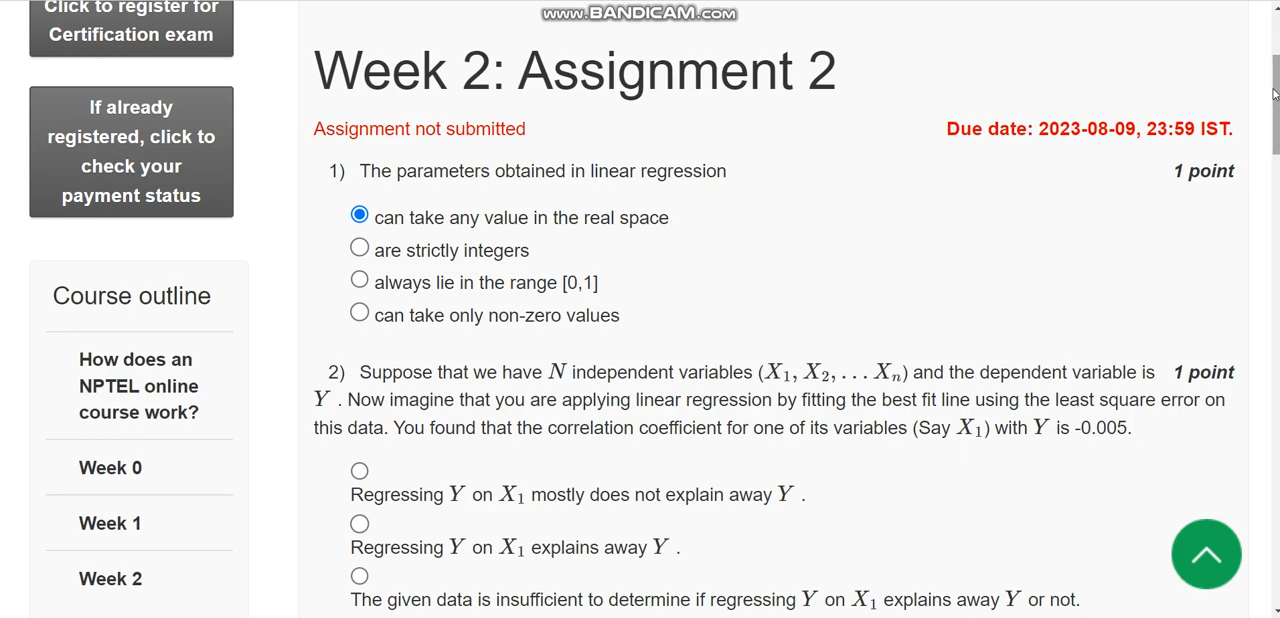 www.BANDICAM.com
Click to register for
Certification exam
If already
registered, click to
check your
payment status
Course outline
How does an
NPTEL online
course work?
Week 0
Week 1
Week 2
Week 2: Assignment 2
Assignment not submitted
Due date: 2023-08-09, 23:59 IST.
1) The parameters obtained in linear regression
1 point
can take any value in the real space
are strictly integers
always lie in the range [0,1]
can take only non-zero values
2) Suppose that we have N independent variables (X₁, X₂, . . . Xₙ) and the dependent variable is
1 point
Y . Now imagine that you are applying linear regression by fitting the best fit line using the least square error on
this data. You found that the correlation coefficient for one of its variables (Say X₁) with Y is -0.005.
Regressing Y on X₁ mostly does not explain away Y .
Regressing Y on X₁ explains away Y .
The given data is insufficient to determine if regressing Y on X₁ explains away Y or not.